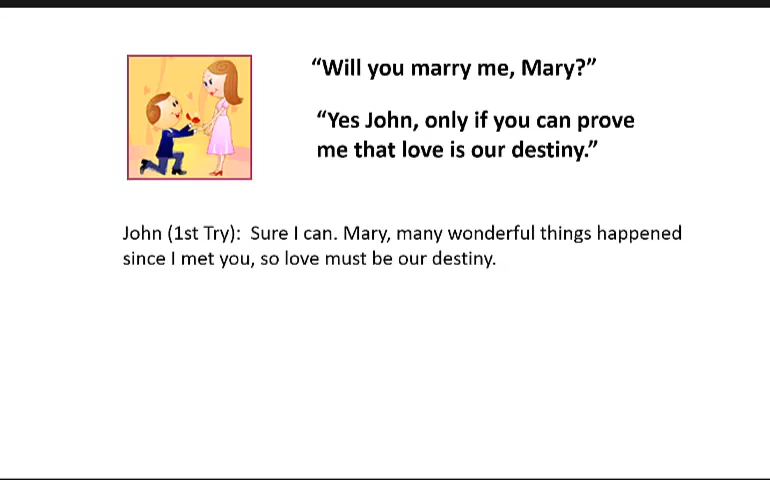 “Will you marry me, Mary?”
“Yes John, only if you can prove
me that love is our destiny.”
John (1st Try):  Sure I can. Mary, many wonderful things happened
since I met you, so love must be our destiny.